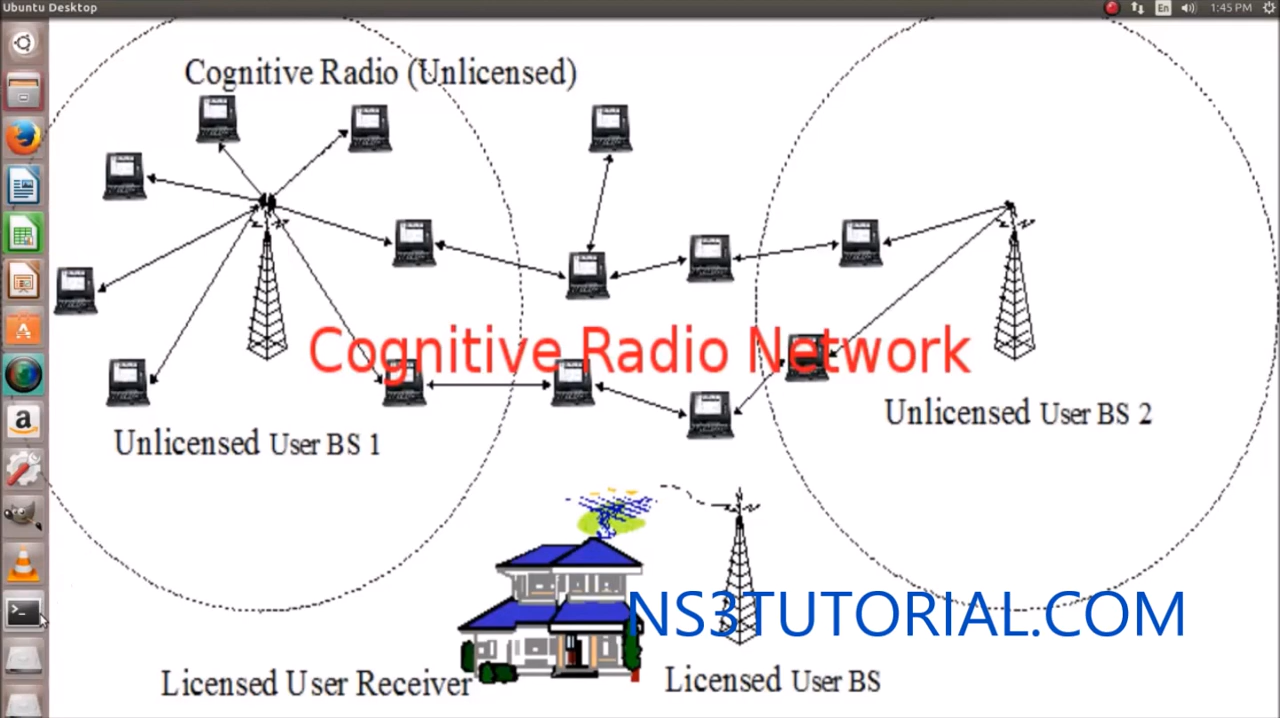 Ubuntu Desktop
En
1:45 PM
Cognitive Radio (Unlicensed)
Cognitive Radio Network
Unlicensed User BS 2
Unlicensed User BS 1
NS3TUTORIAL.COM
Licensed User Receiver
Licensed User BS